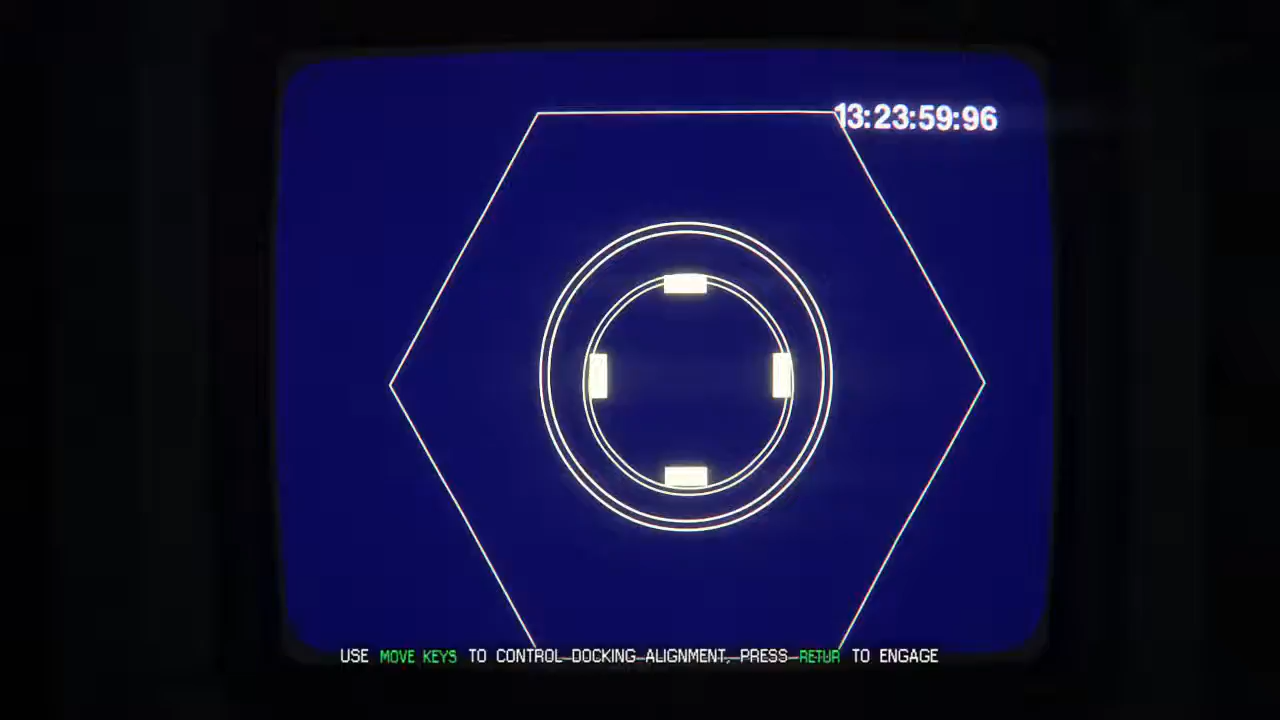 13:23:59:96
USE MOVE KEYS TO CONTROL DOCKING ALIGNMENT, PRESS RETUR TO ENGAGE